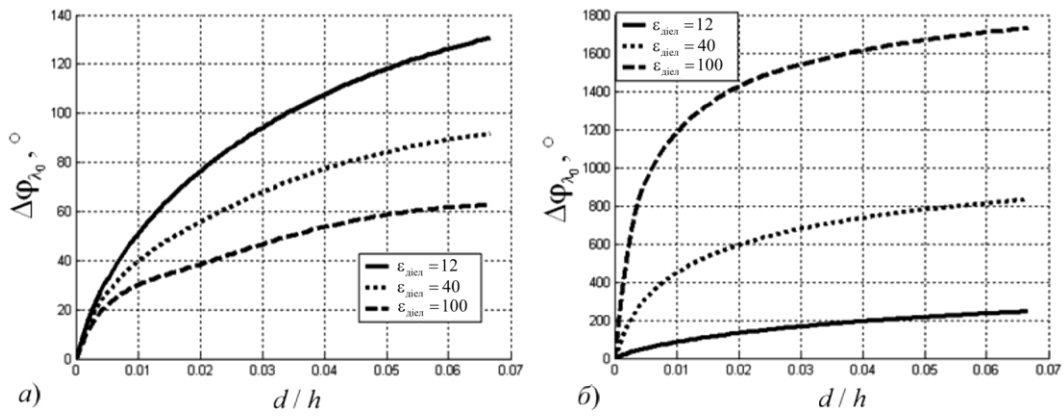 140
120
100
80
60
40
20
0
0 0.01 0.02 0.03 0.04 0.05 0.06 0.07
Δφλ₀, °
d / h
εдіел = 12
εдіел = 40
εдіел = 100
а)
1800
1600
1400
1200
1000
800
600
400
200
0
0 0.01 0.02 0.03 0.04 0.05 0.06 0.07
Δφλ₀, °
d / h
εдіел = 12
εдіел = 40
εдіел = 100
б)